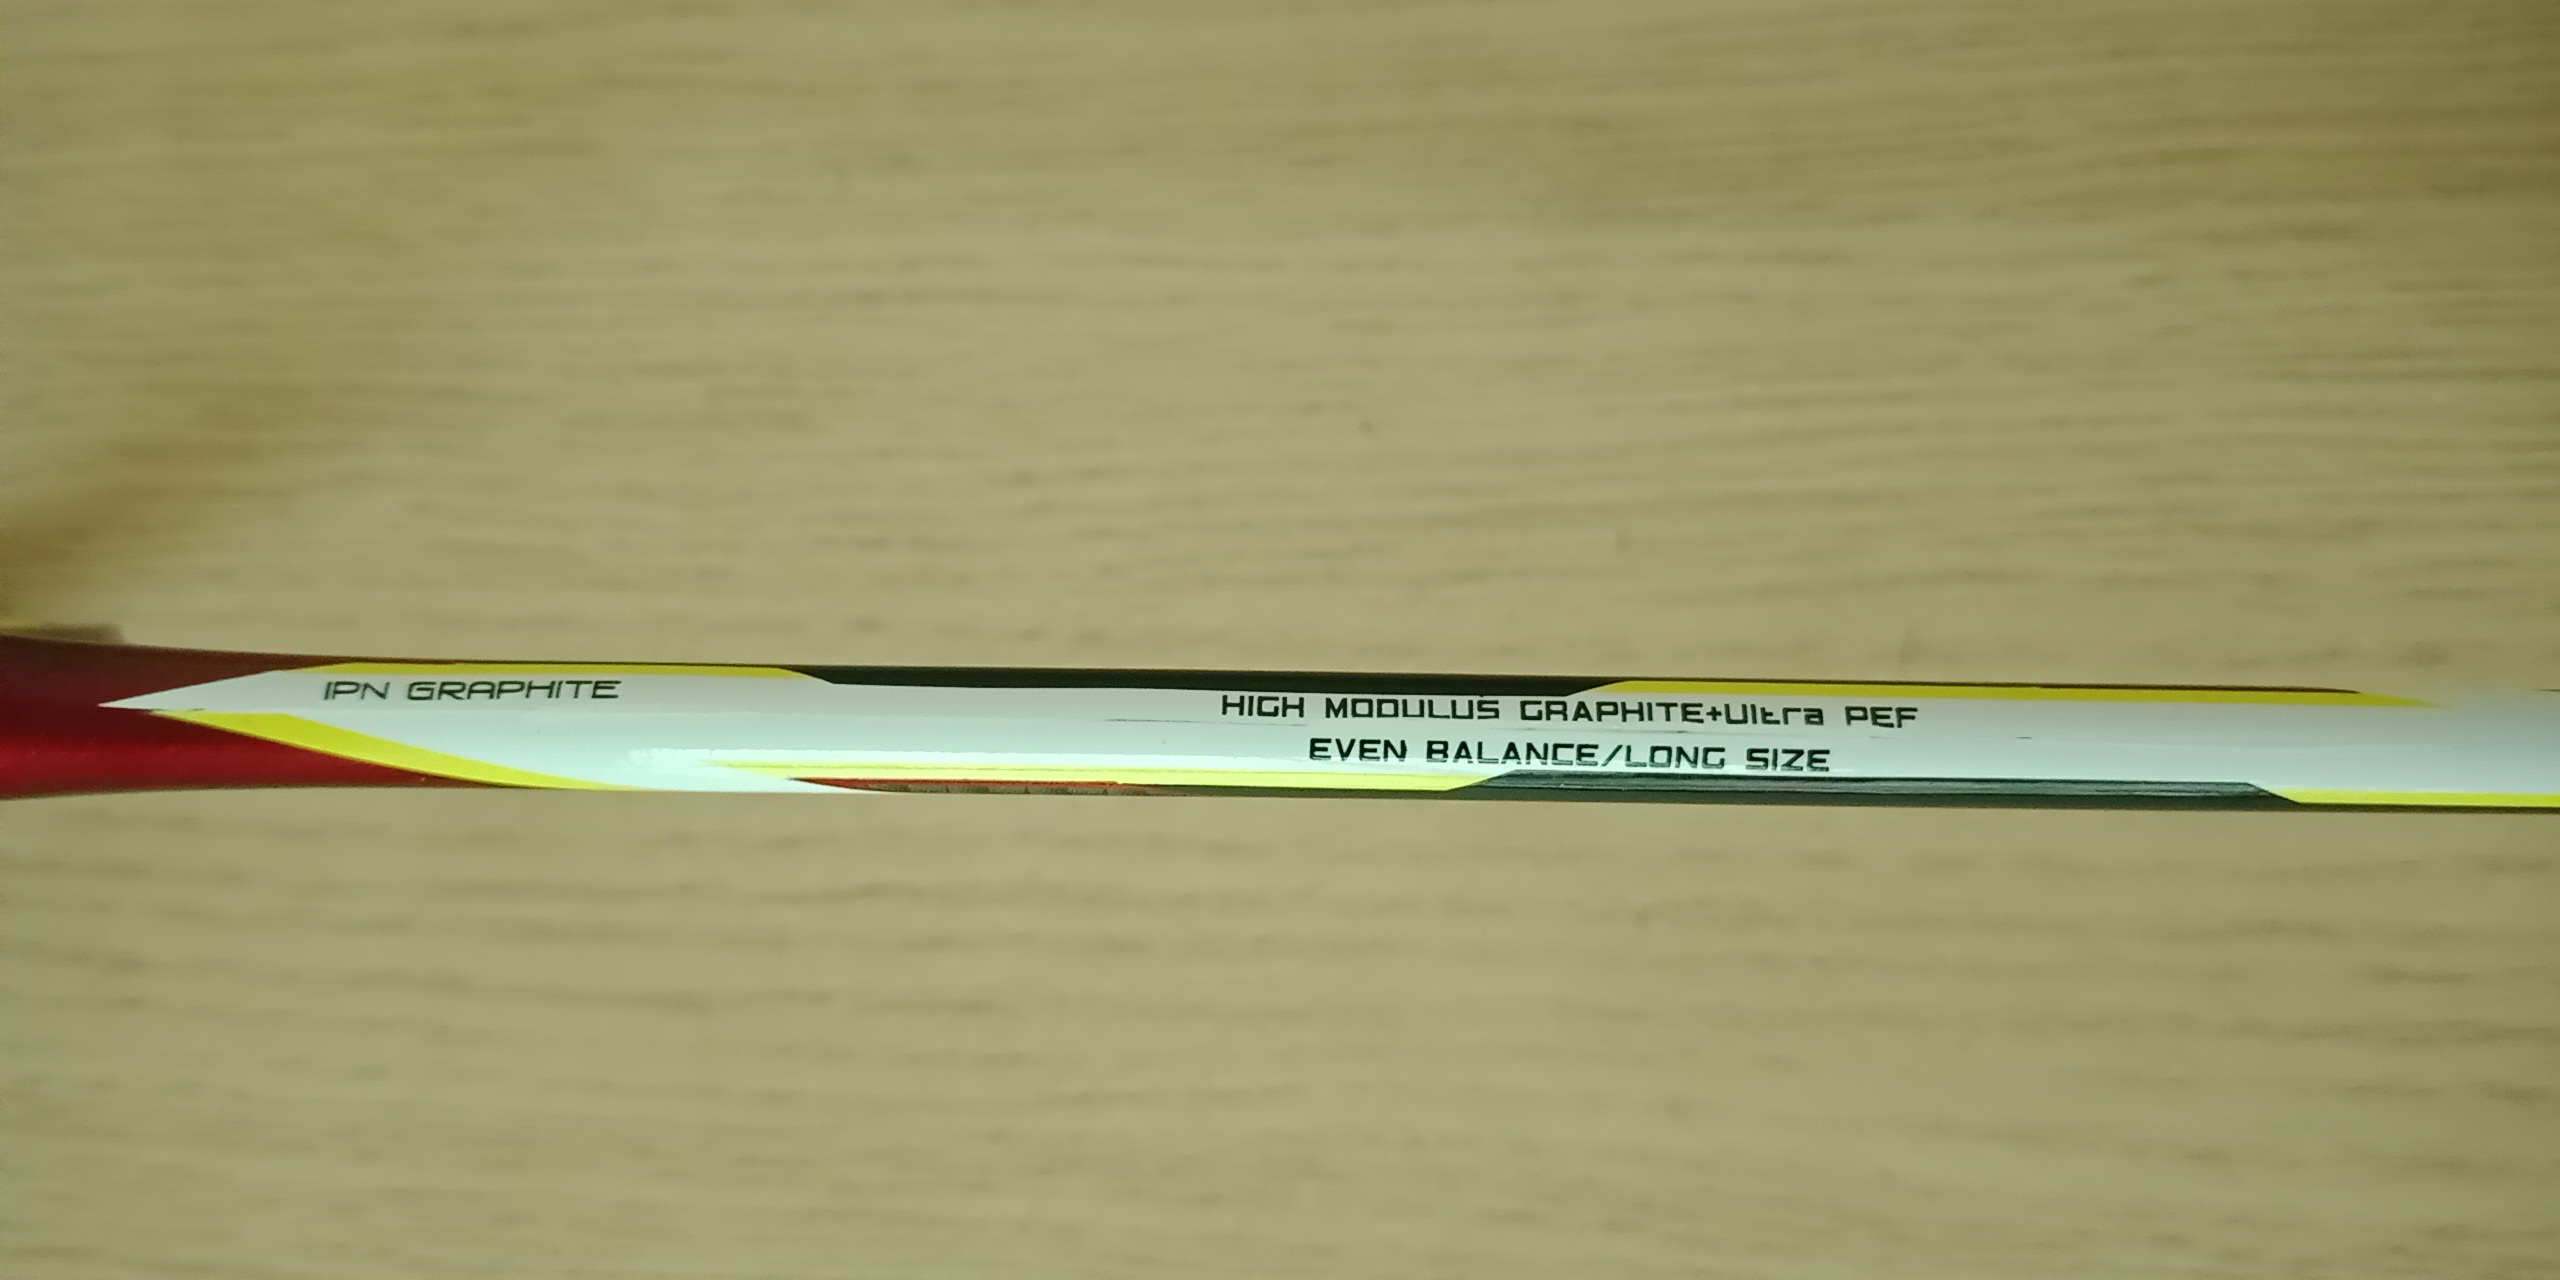 IPN GRAPHITE
HIGH MODULUS GRAPHITE+Ultra PEF
EVEN BALANCE/LONG SIZE